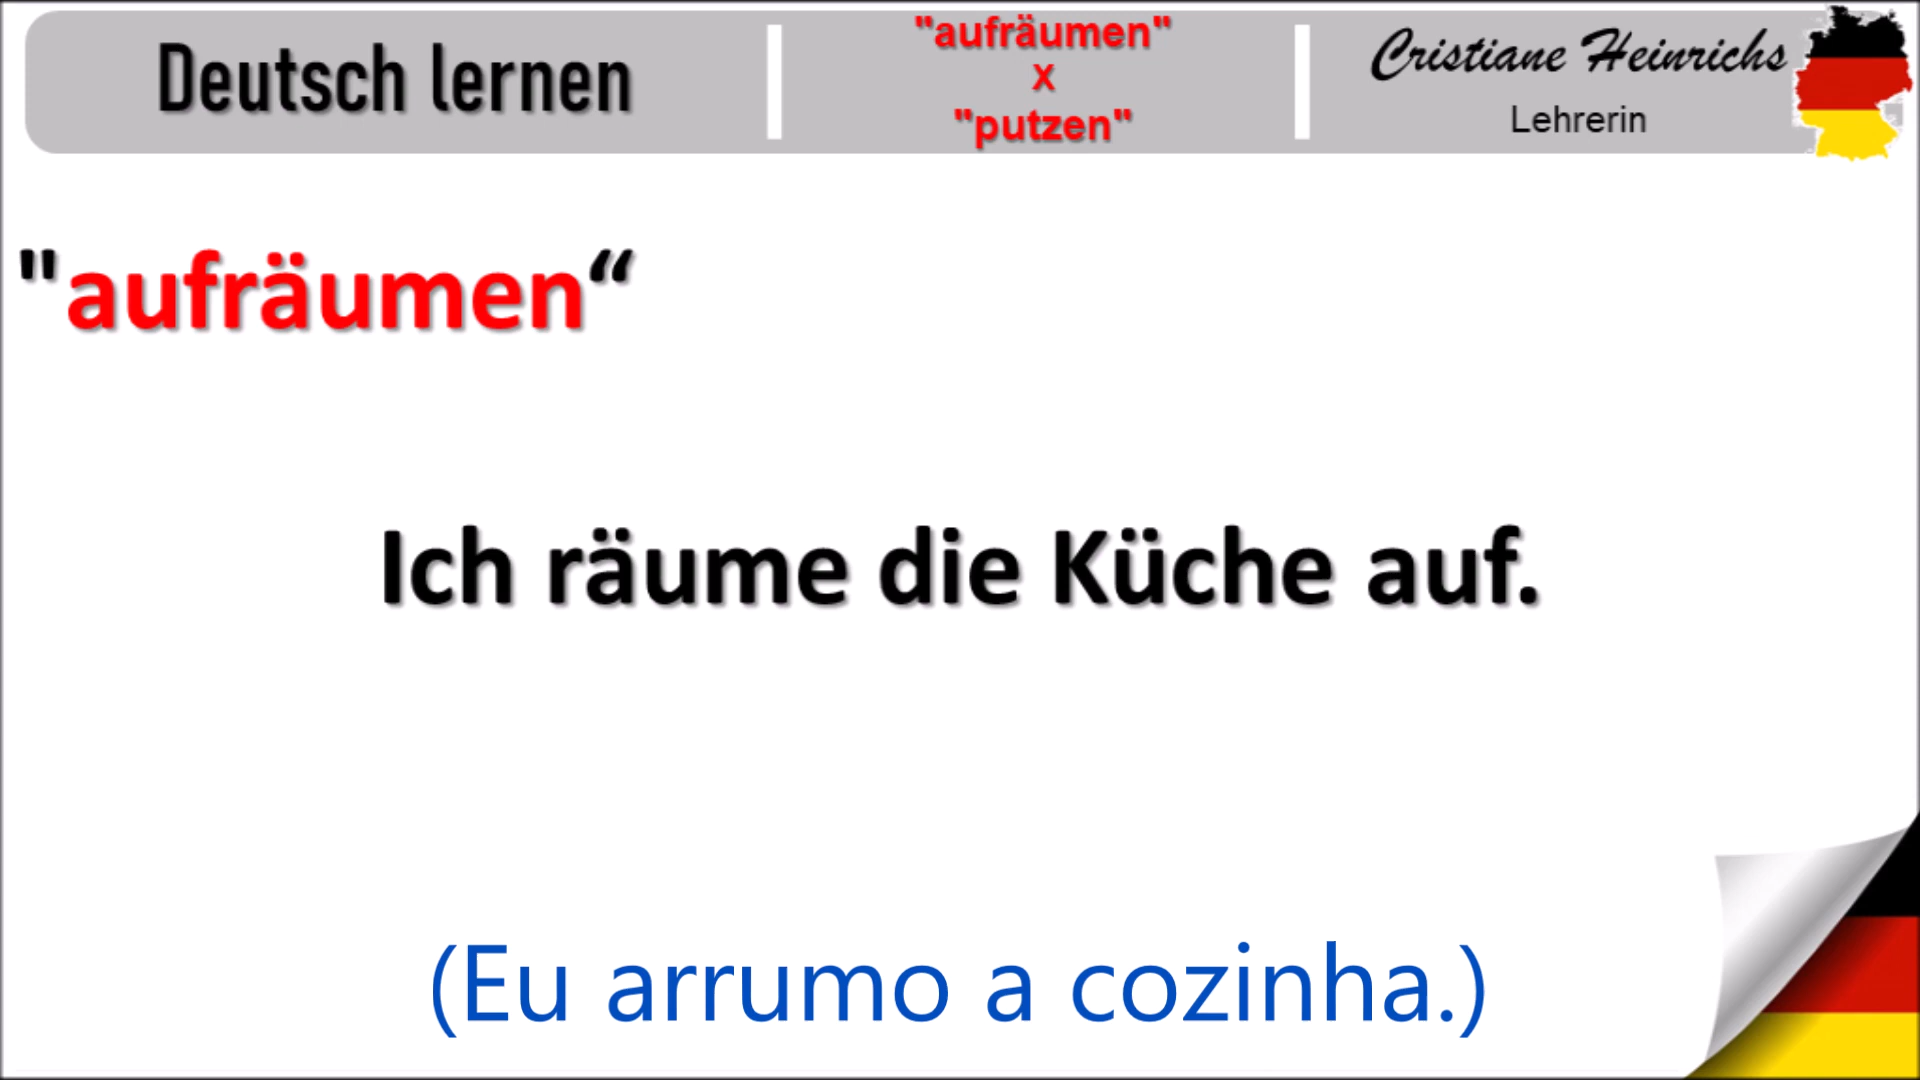 Deutsch lernen
"aufräumen"
X
"putzen"
Cristiane Heinrichs
Lehrerin
"aufräumen“
Ich räume die Küche auf.
(Eu arrumo a cozinha.)